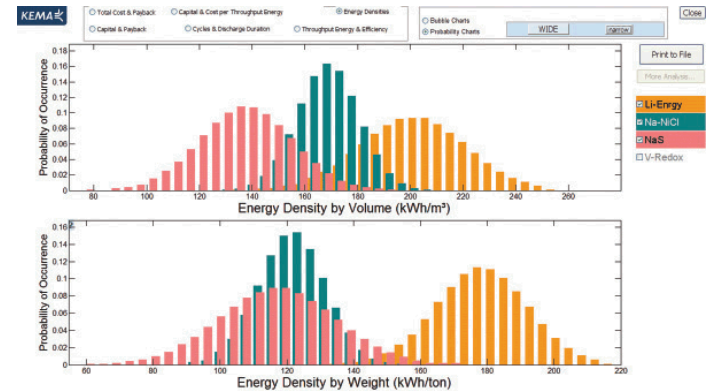 KEMA
Total Cost & Payback
Capital & Cost per Throughput Energy
Energy Densities
Capital & Payback
Cycles & Discharge Duration
Throughput Energy & Efficiency
Bubble Charts
Probability Charts
WIDE
narrow
Close
Print to File
More Analysis...
Li-Enrgy
Na-NiCl
NaS
V-Redox
Probability of Occurrence
0.18
0.16
0.14
0.12
0.1
0.08
0.06
0.04
0.02
0
80 100 120 140 160 180 200 220 240 260
Energy Density by Volume (kWh/m³)
Probability of Occurrence
0.16
0.14
0.12
0.1
0.08
0.06
0.04
0.02
0
60 80 100 120 140 160 180 200 220
Energy Density by Weight (kWh/ton)